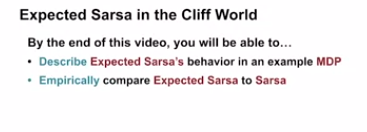 Expected Sarsa in the Cliff World
By the end of this video, you will be able to...
• Describe Expected Sarsa's behavior in an example MDP
• Empirically compare Expected Sarsa to Sarsa